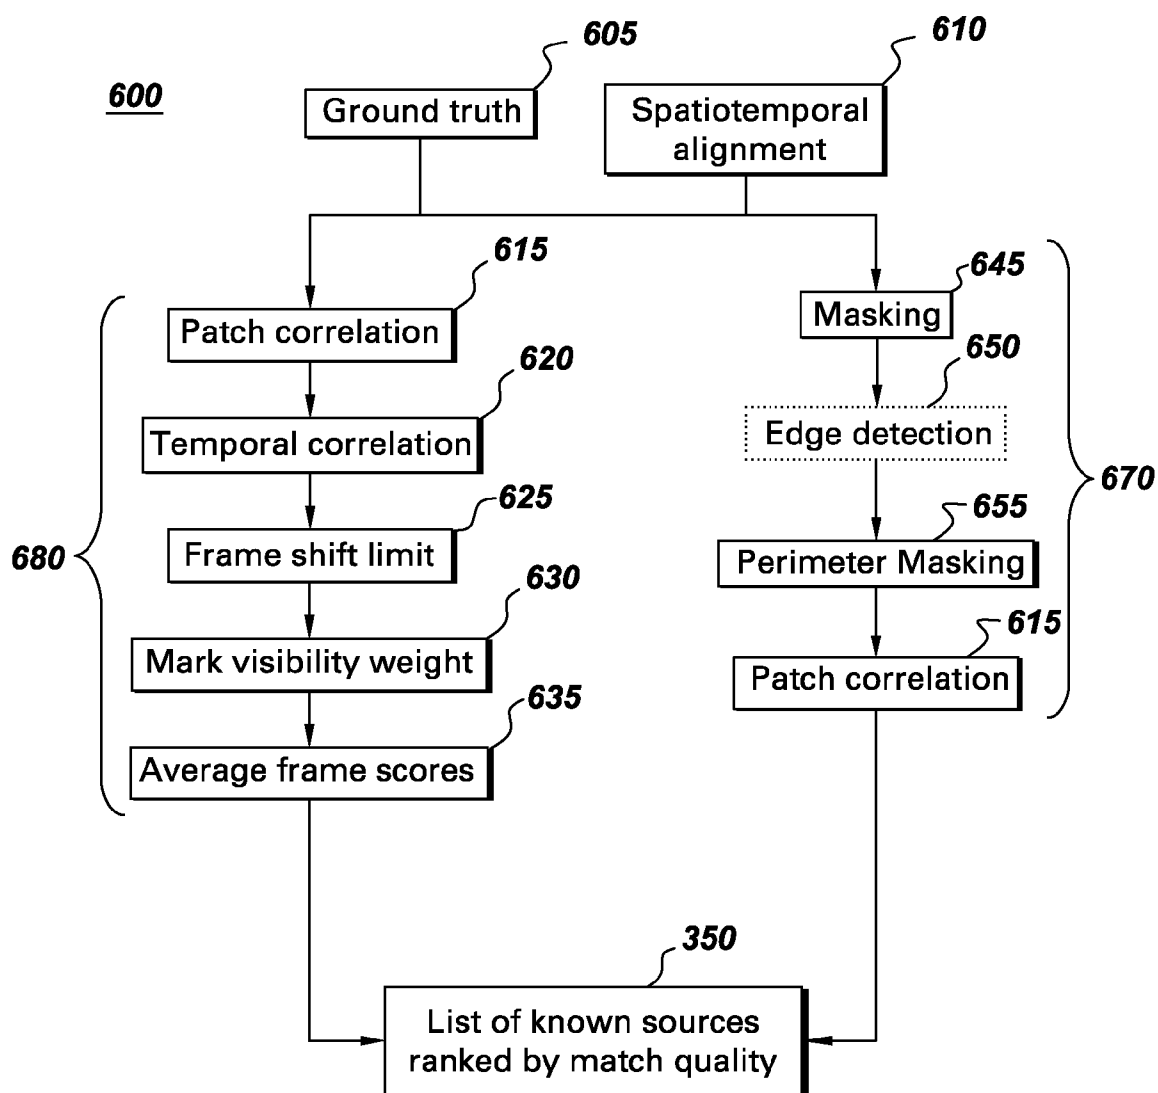 605
610
600
Ground truth
Spatiotemporal
alignment
615
645
Patch correlation
Masking
620
650
Temporal correlation
Edge detection
670
625
655
680
Frame shift limit
Perimeter Masking
630
615
Mark visibility weight
Patch correlation
635
Average frame scores
350
List of known sources
ranked by match quality